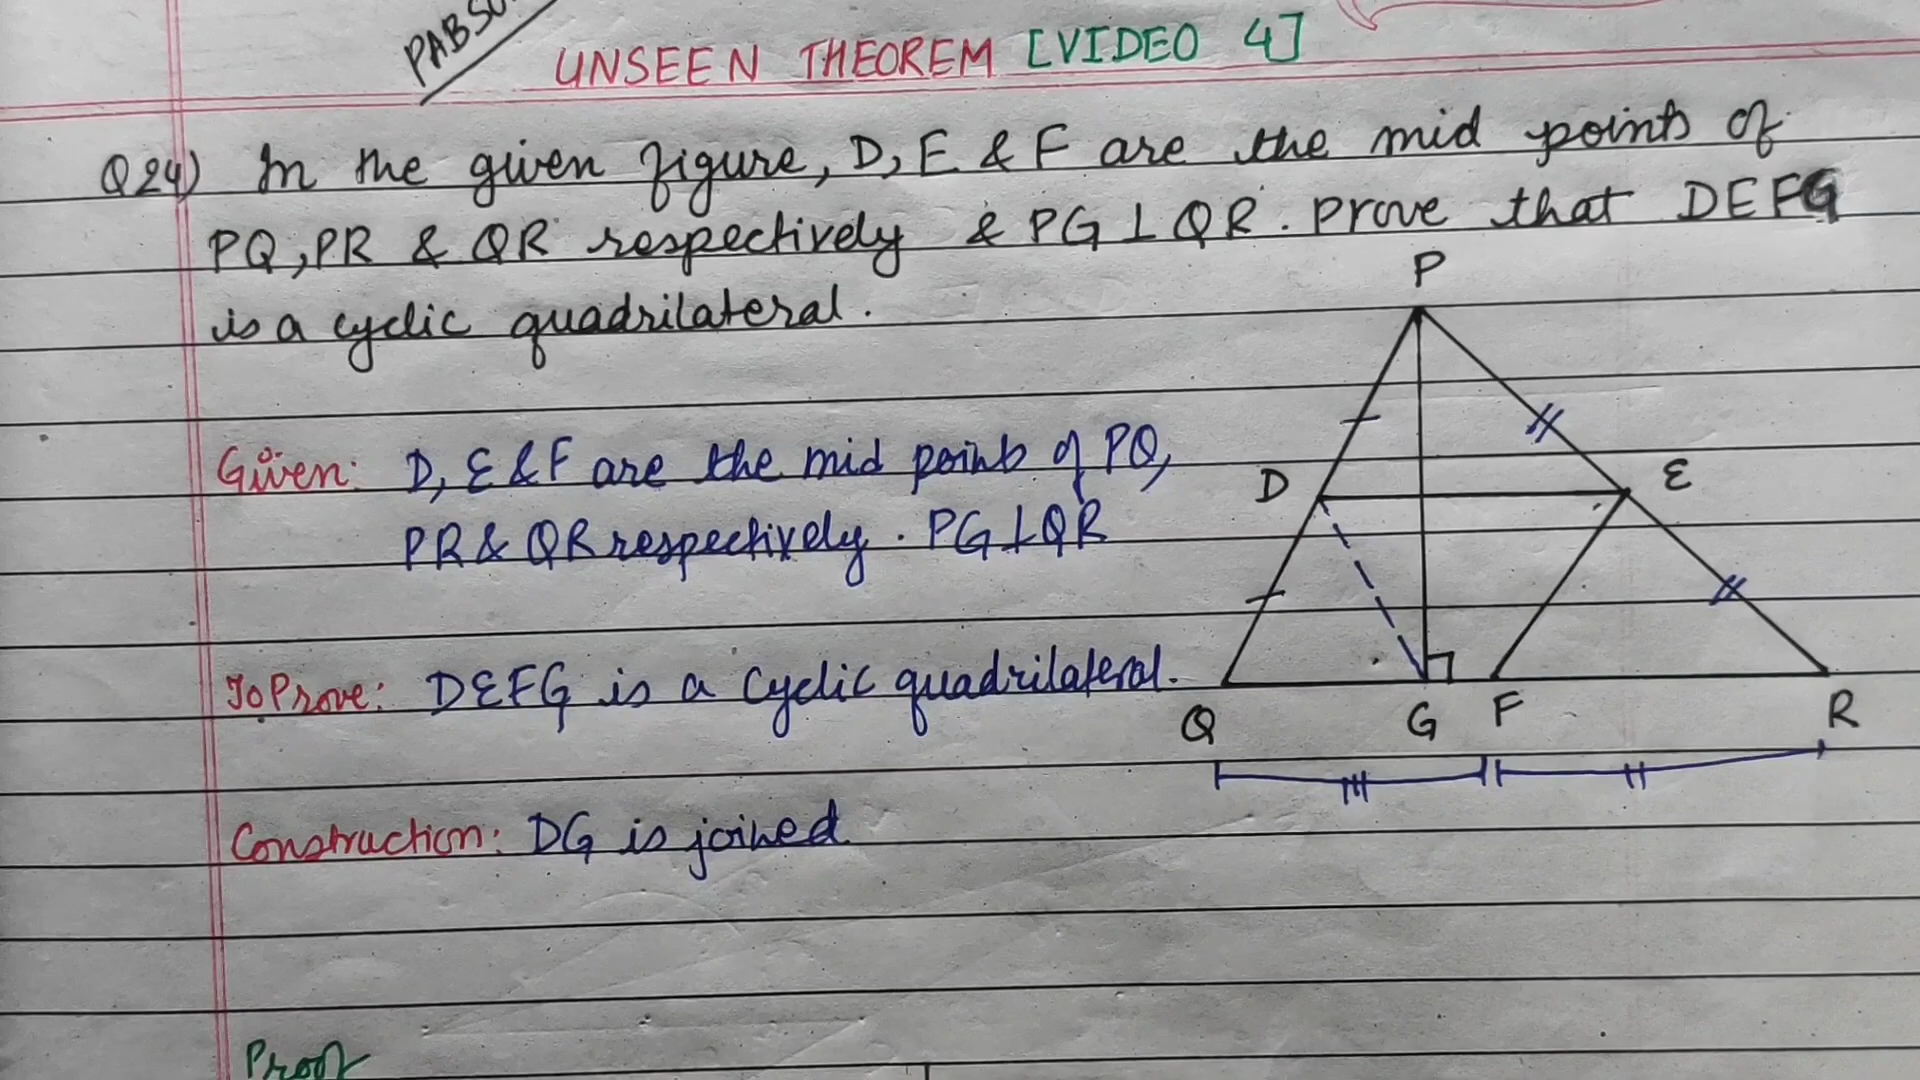 UNSEEN THEOREM [VIDEO 4]
Q24) In the given figure, D, E & F are the mid points of
PQ, PR & QR respectively & PG ⊥ QR. Prove that DEFG
is a cyclic quadrilateral.
P
Given: D, E & F are the mid points of PQ,
D
E
PR & QR respectively. PG ⊥ QR
To Prove: DEFG is a cyclic quadrilateral.
Q G F R
Construction: DG is joined
Proof